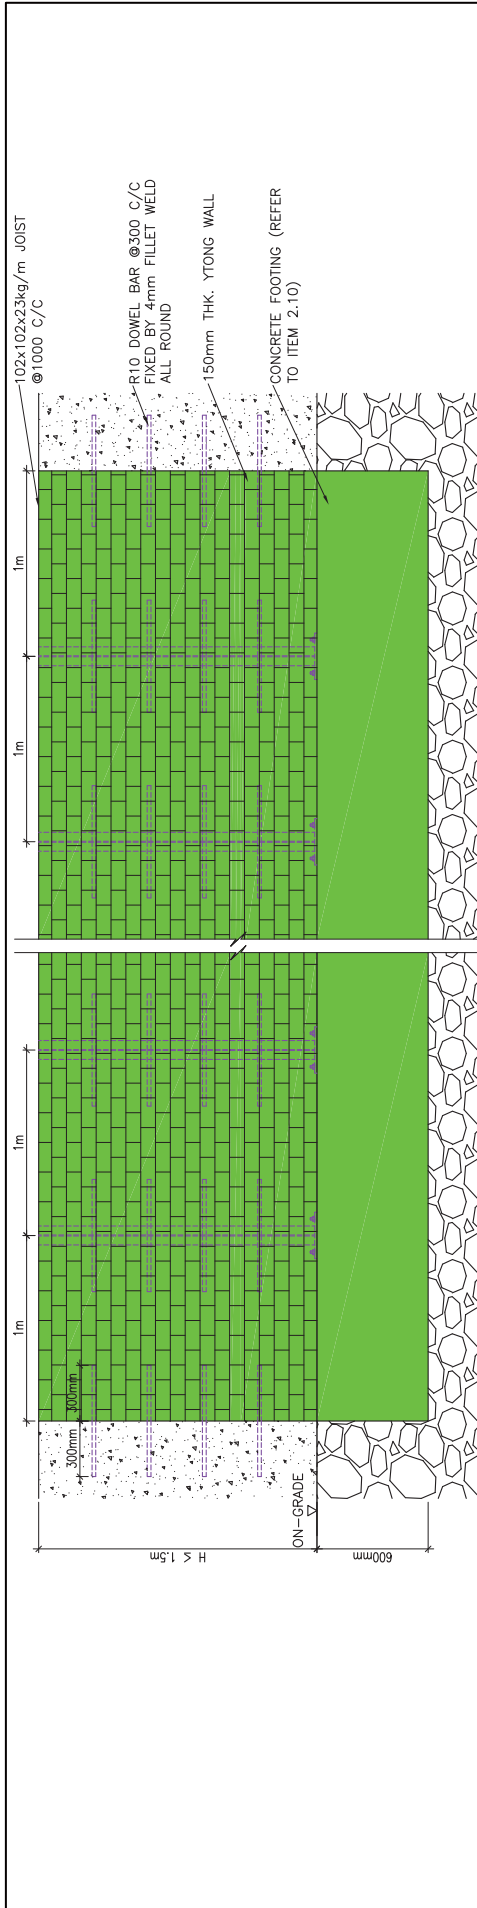 102x102x23kg/m JOIST
@1000 C/C
R10 DOWEL BAR @300 C/C
FIXED BY 4mm FILLET WELD
ALL ROUND
150mm THK. YTONG WALL
CONCRETE FOOTING (REFER
TO ITEM 2.10)
1m
1m
1m
1m
300mm
300mm
H ≤ 1.5m
ON-GRADE
600mm